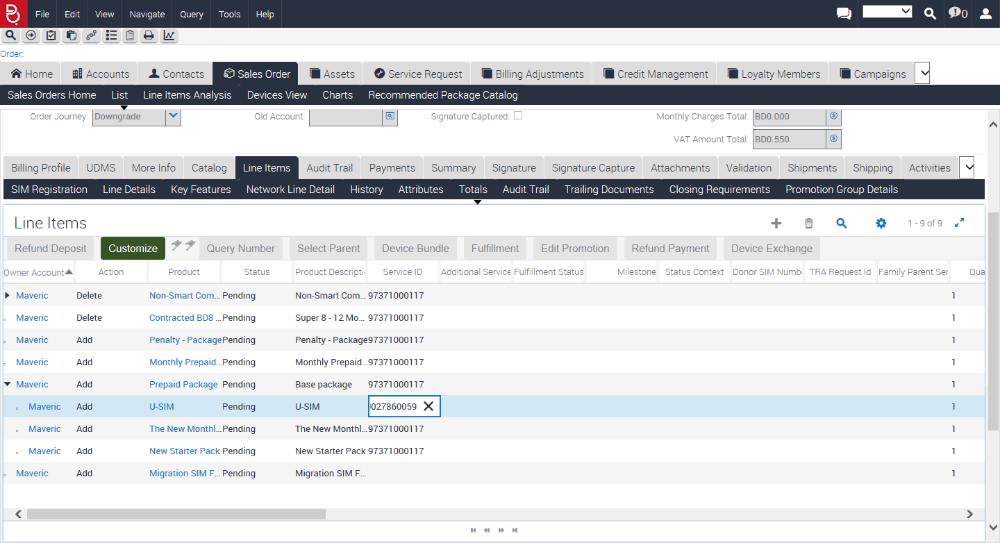 File Edit View Navigate Query Tools Help 0
Order:
Home Accounts Contacts Sales Order Assets Service Request Billing Adjustments Credit Management Loyalty Members Campaigns
Sales Orders Home List Line Items Analysis Devices View Charts Recommended Package Catalog
Order Journey: Downgrade Old Account: Signature Captured: Monthly Charges Total: BD0.000
VAT Amount Total: BD0.550
Billing Profile UDMS More Info Catalog Line Items Audit Trail Payments Summary Signature Signature Capture Attachments Validation Shipments Shipping Activities
SIM Registration Line Details Key Features Network Line Detail History Attributes Totals Audit Trail Trailing Documents Closing Requirements Promotion Group Details
Line Items 1 - 9 of 9
Refund Deposit Customize Query Number Select Parent Device Bundle Fulfillment Edit Promotion Refund Payment Device Exchange
Owner Account Action Product Status Product Descripti Service ID Additional Service Fulfillment Status Milestone Status Context Donor SIM Numb TRA Request Id Family Parent Ser Qua
Maveric Delete Non-Smart Com... Pending Non-Smart Com... 97371000117 1
Maveric Delete Contracted BD8 ... Pending Super 8 - 12 Mo... 97371000117 1
Maveric Add Penalty - Package Pending Penalty - Package 97371000117 1
Maveric Add Monthly Prepaid... Pending Monthly Prepaid... 97371000117 1
Maveric Add Prepaid Package Pending Base package 97371000117 1
Maveric Add U-SIM Pending U-SIM 027860059 1
Maveric Add The New Monthl... Pending The New Monthl... 97371000117 1
Maveric Add New Starter Pack Pending New Starter Pack 97371000117 1
Maveric Add Migration SIM F... Pending Migration SIM F... 1